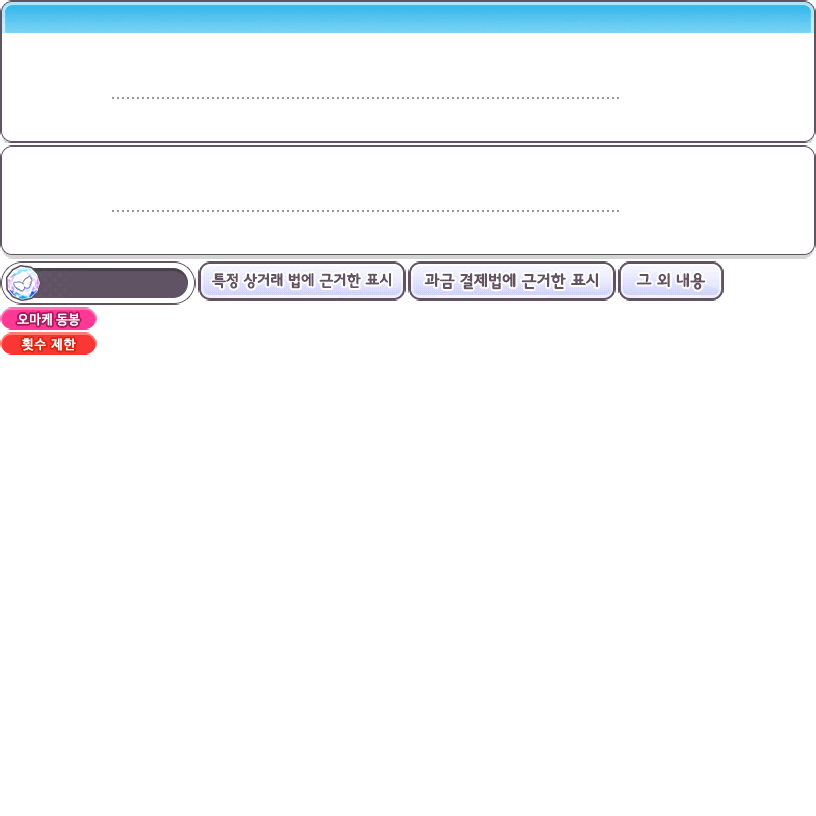 특정 상거래 법에 근거한 표시
과금 결제법에 근거한 표시
그 외 내용
오마케 동봉
횟수 제한